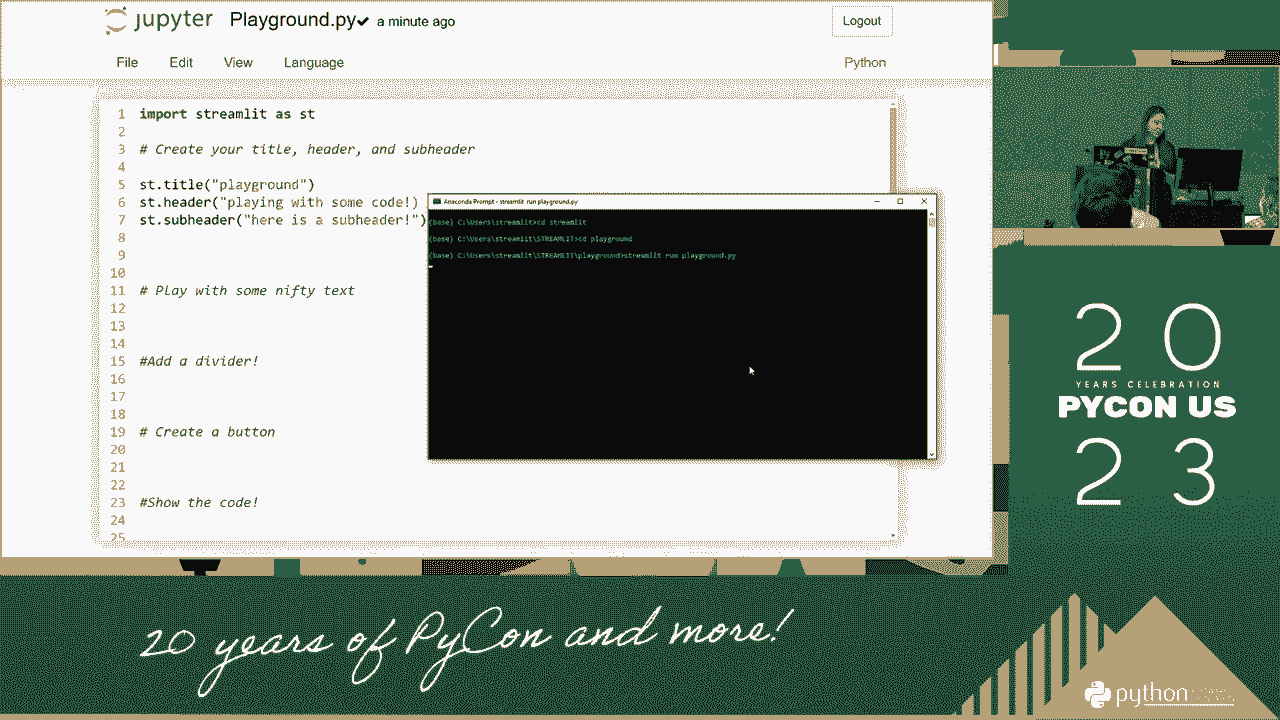 jupyter Playground.py✔ a minute ago Logout
File Edit View Language Python
1 import streamlit as st
2
3 # Create your title, header, and subheader
4
5 st.title("playground")
6 st.header("playing with some code!)
7 st.subheader("here is a subheader!")
8
9
10
11 # Play with some nifty text
12
13
14
15 #Add a divider!
16
17
18
19 # Create a button
20
21
22
23 #Show the code!
24
25
Anaconda Prompt - streamlit run playground.py
(base) C:\Users\streamlit>cd streamlit
(base) C:\Users\streamlit\STREAMLIT>cd playground
(base) C:\Users\streamlit\STREAMLIT\playground>streamlit run playground.py
20
YEARS CELEBRATION
PYCON US
23
20 years of PyCon and more!
python